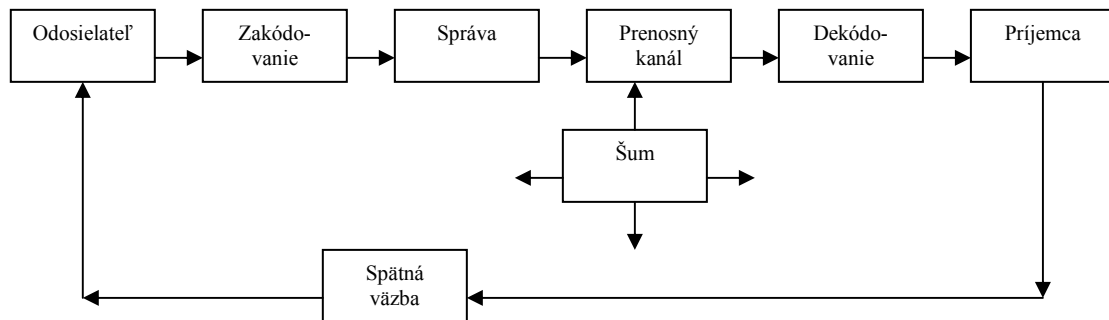 Odosielateľ
Zakódo-
vanie
Správa
Prenosný
kanál
Dekódo-
vanie
Príjemca
Šum
Spätná
väzba